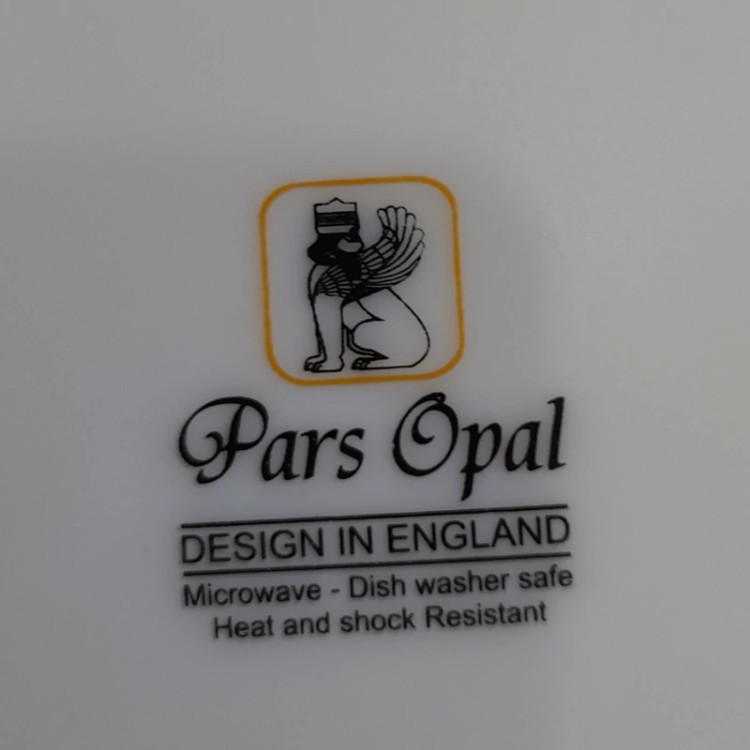 Pars Opal
DESIGN IN ENGLAND
Microwave - Dish washer safe
Heat and shock Resistant